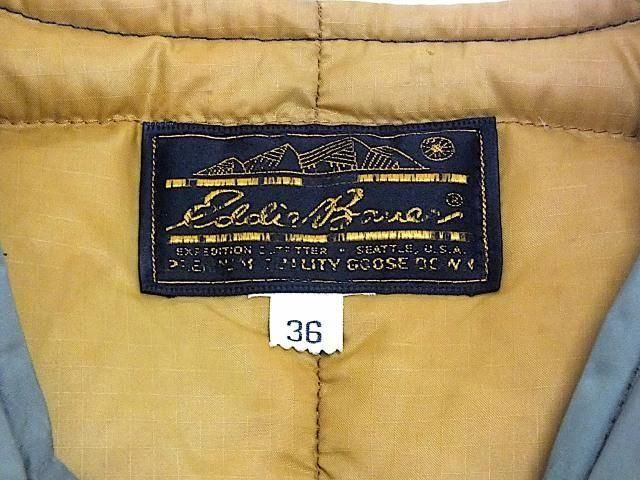 Eddie Bauer ®
EXPEDITION OUTFITTER • SEATTLE, U.S.A.
PREMIUM QUALITY GOOSE DOWN
36